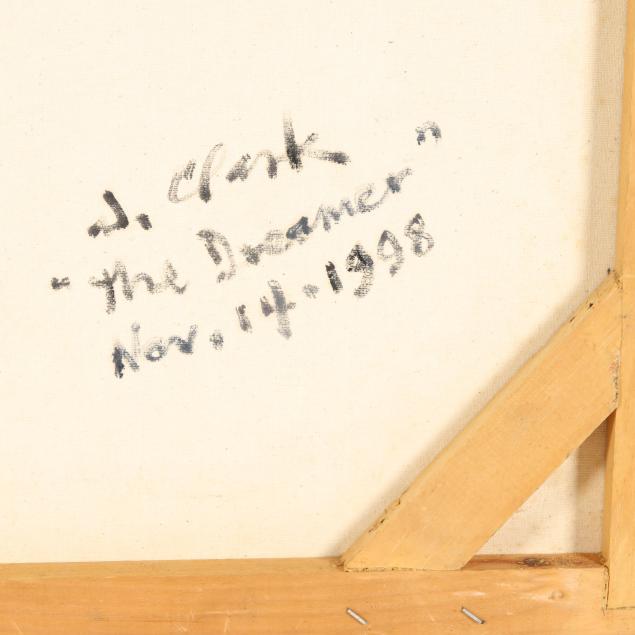 J. Clark
"The Dreamer"
Nov. 14. 1998